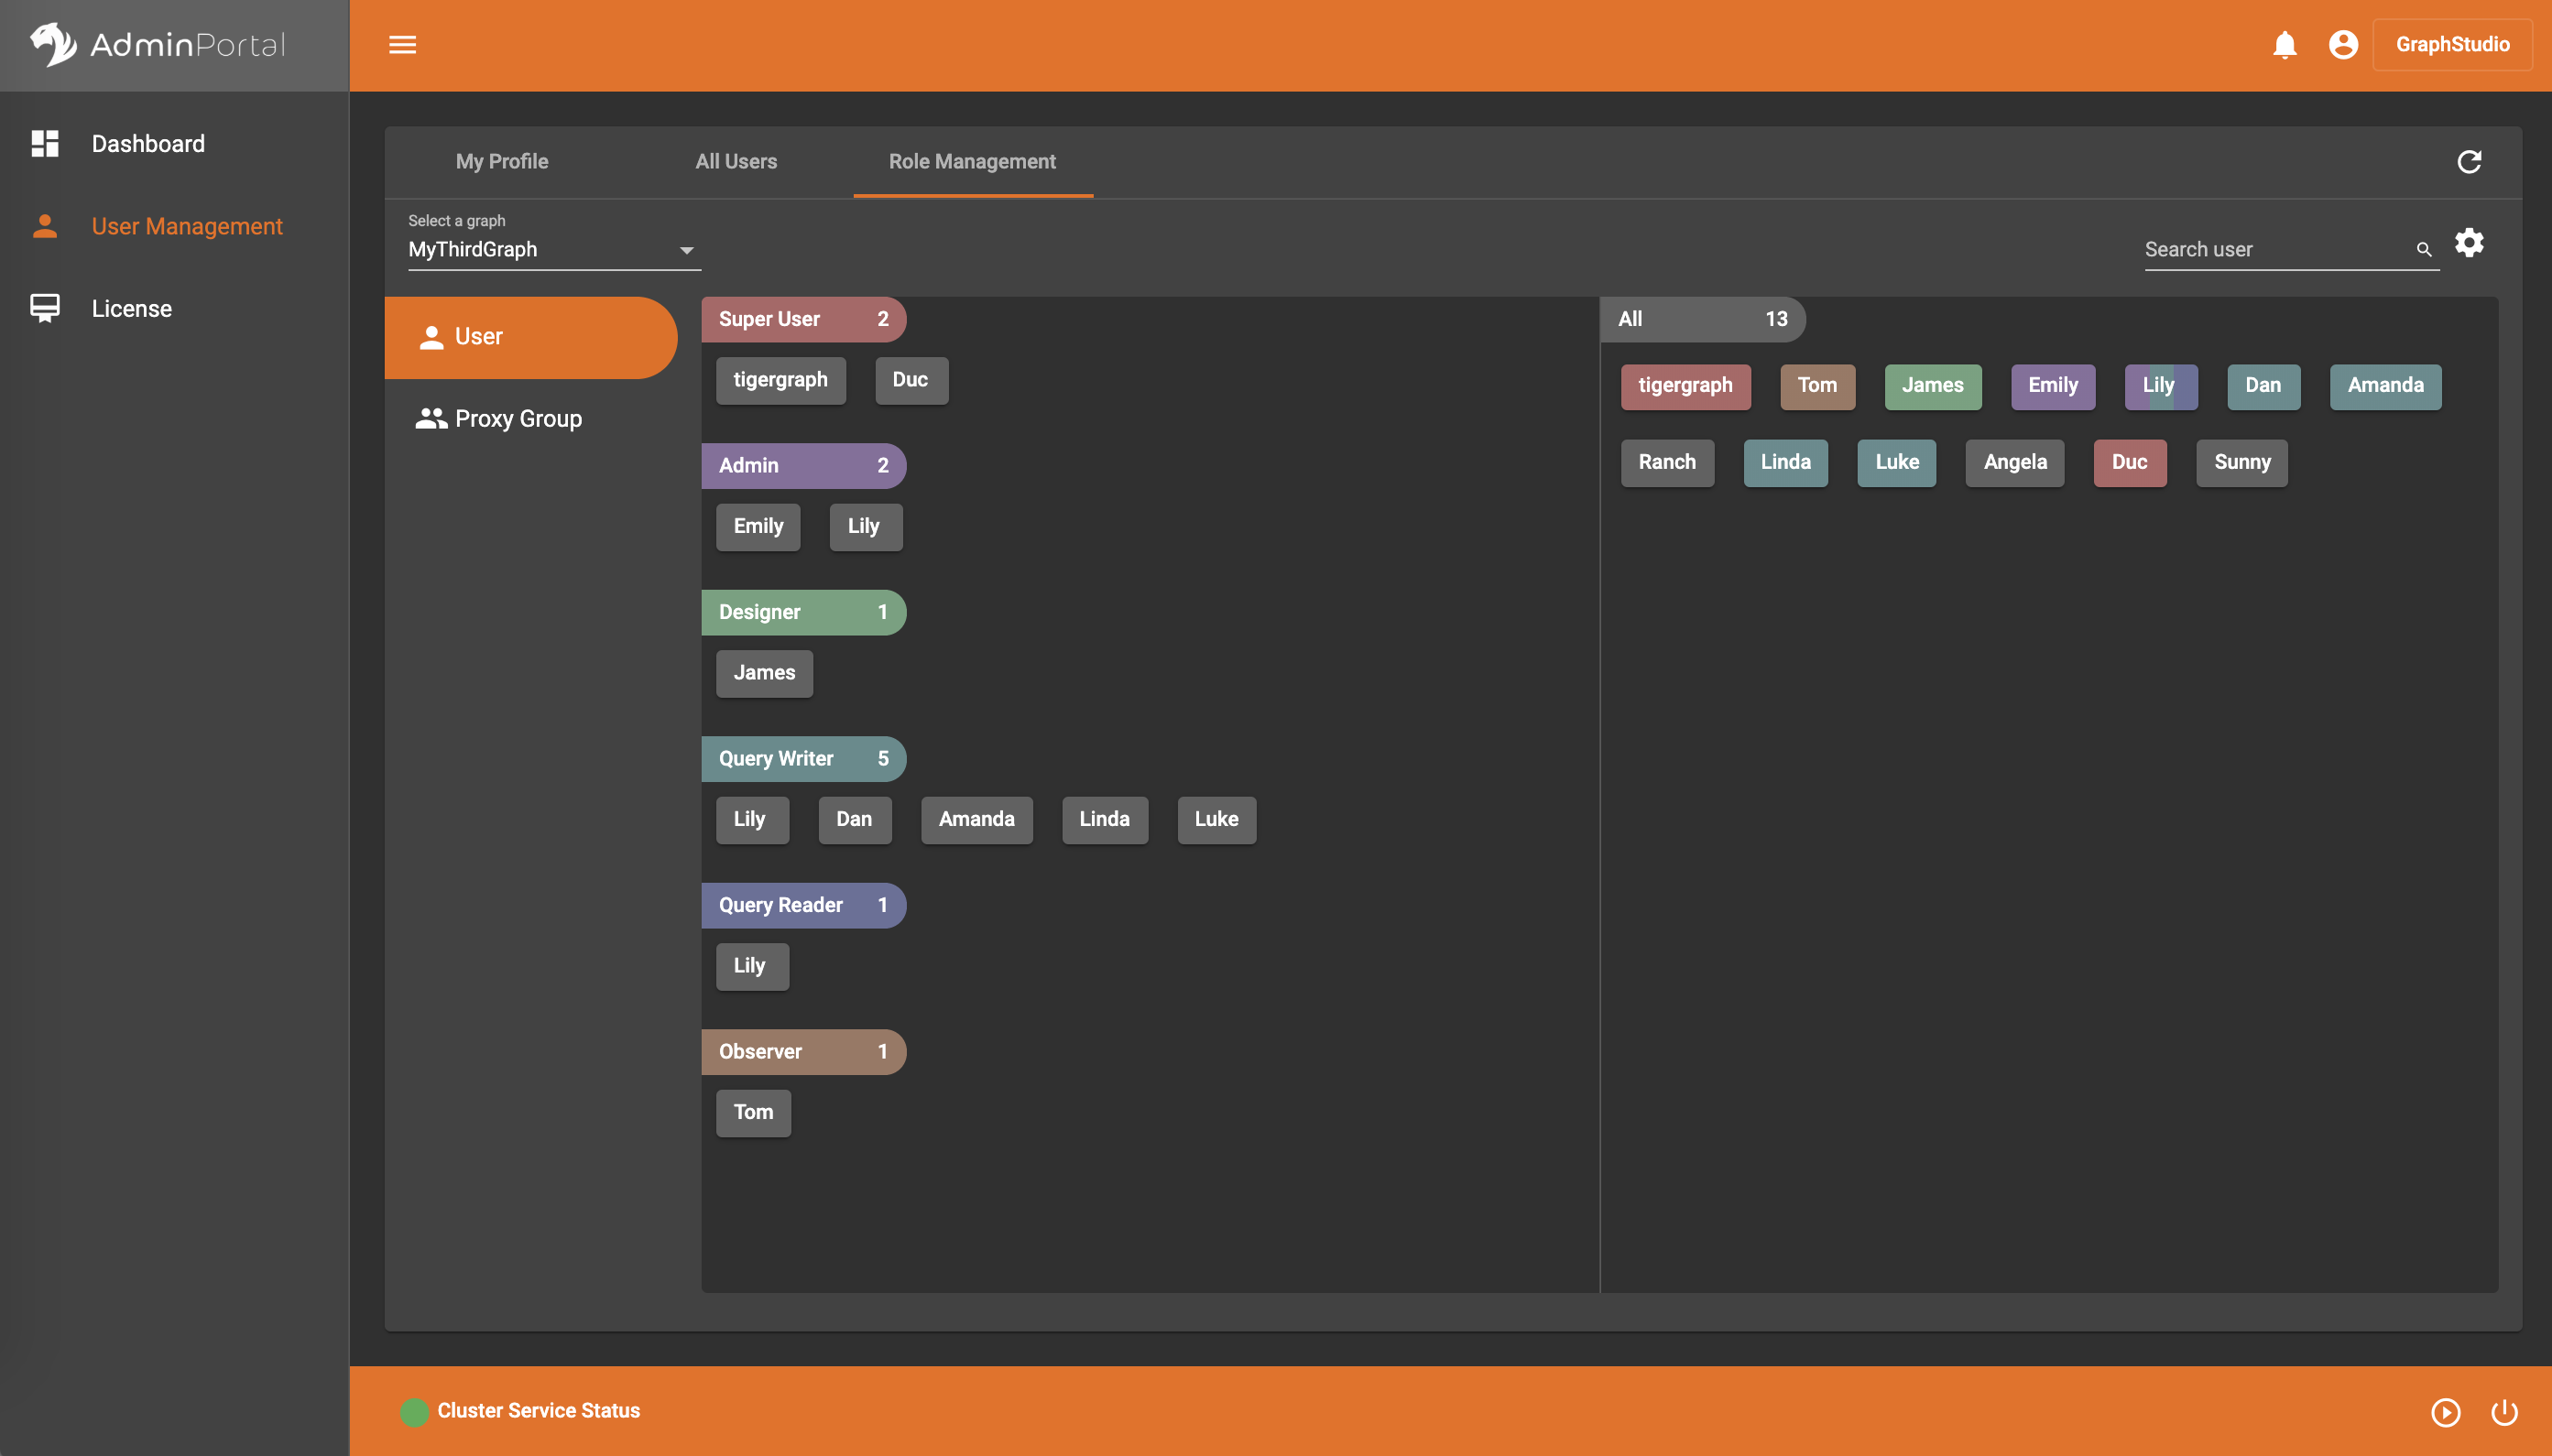 AdminPortal
GraphStudio
Dashboard
User Management
License
My Profile All Users Role Management
Select a graph
MyThirdGraph
Search user
User
Proxy Group
Super User 2
tigergraph Duc
Admin 2
Emily Lily
Designer 1
James
Query Writer 5
Lily Dan Amanda Linda Luke
Query Reader 1
Lily
Observer 1
Tom
All 13
tigergraph Tom James Emily Lily Dan Amanda
Ranch Linda Luke Angela Duc Sunny
Cluster Service Status